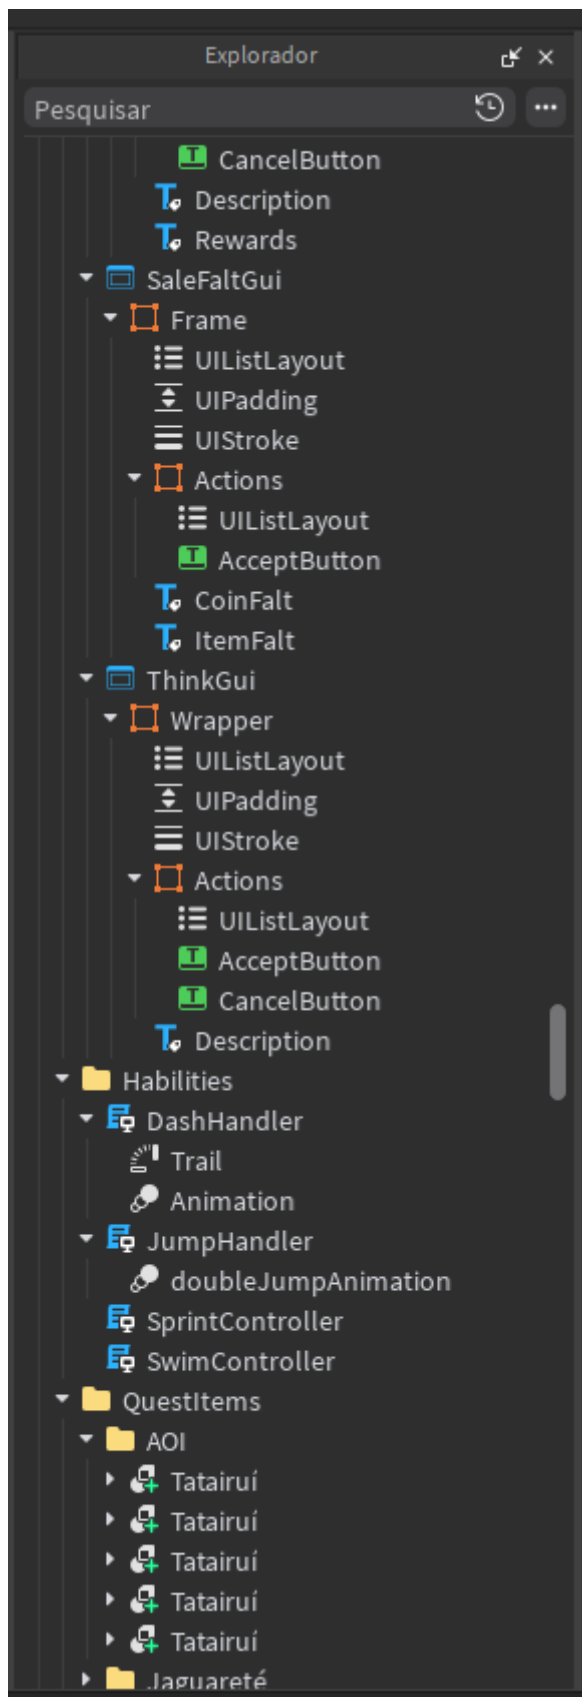 Explorador
Pesquisar
CancelButton
Description
Rewards
SaleFaltGui
Frame
UIListLayout
UIPadding
UIStroke
Actions
UIListLayout
AcceptButton
CoinFalt
ItemFalt
ThinkGui
Wrapper
UIListLayout
UIPadding
UIStroke
Actions
UIListLayout
AcceptButton
CancelButton
Description
Habilities
DashHandler
Trail
Animation
JumpHandler
doubleJumpAnimation
SprintController
SwimController
QuestItems
AOI
Tatairuí
Tatairuí
Tatairuí
Tatairuí
Tatairuí
Jaguareté